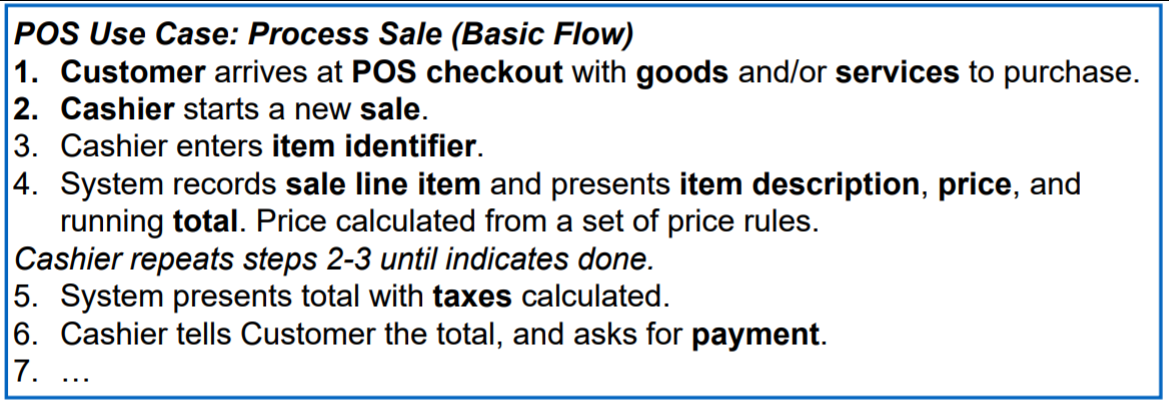 POS Use Case: Process Sale (Basic Flow)
1. Customer arrives at POS checkout with goods and/or services to purchase.
2. Cashier starts a new sale.
3. Cashier enters item identifier.
4. System records sale line item and presents item description, price, and
running total. Price calculated from a set of price rules.
Cashier repeats steps 2-3 until indicates done.
5. System presents total with taxes calculated.
6. Cashier tells Customer the total, and asks for payment.
7. …